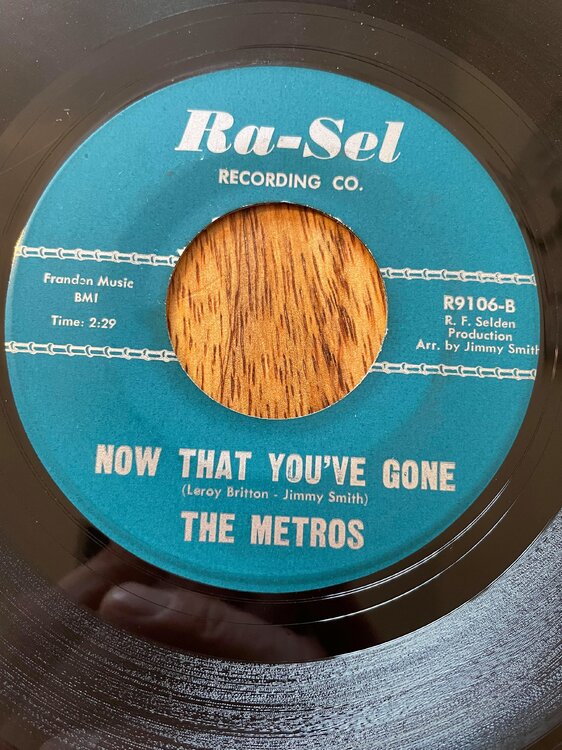 Ra-Sel
RECORDING CO.
Frandon Music
BMI
Time: 2:29
R9106-B
R. F. Selden
Production
Arr. by Jimmy Smith
NOW THAT YOU'VE GONE
(Leroy Britton - Jimmy Smith)
THE METROS